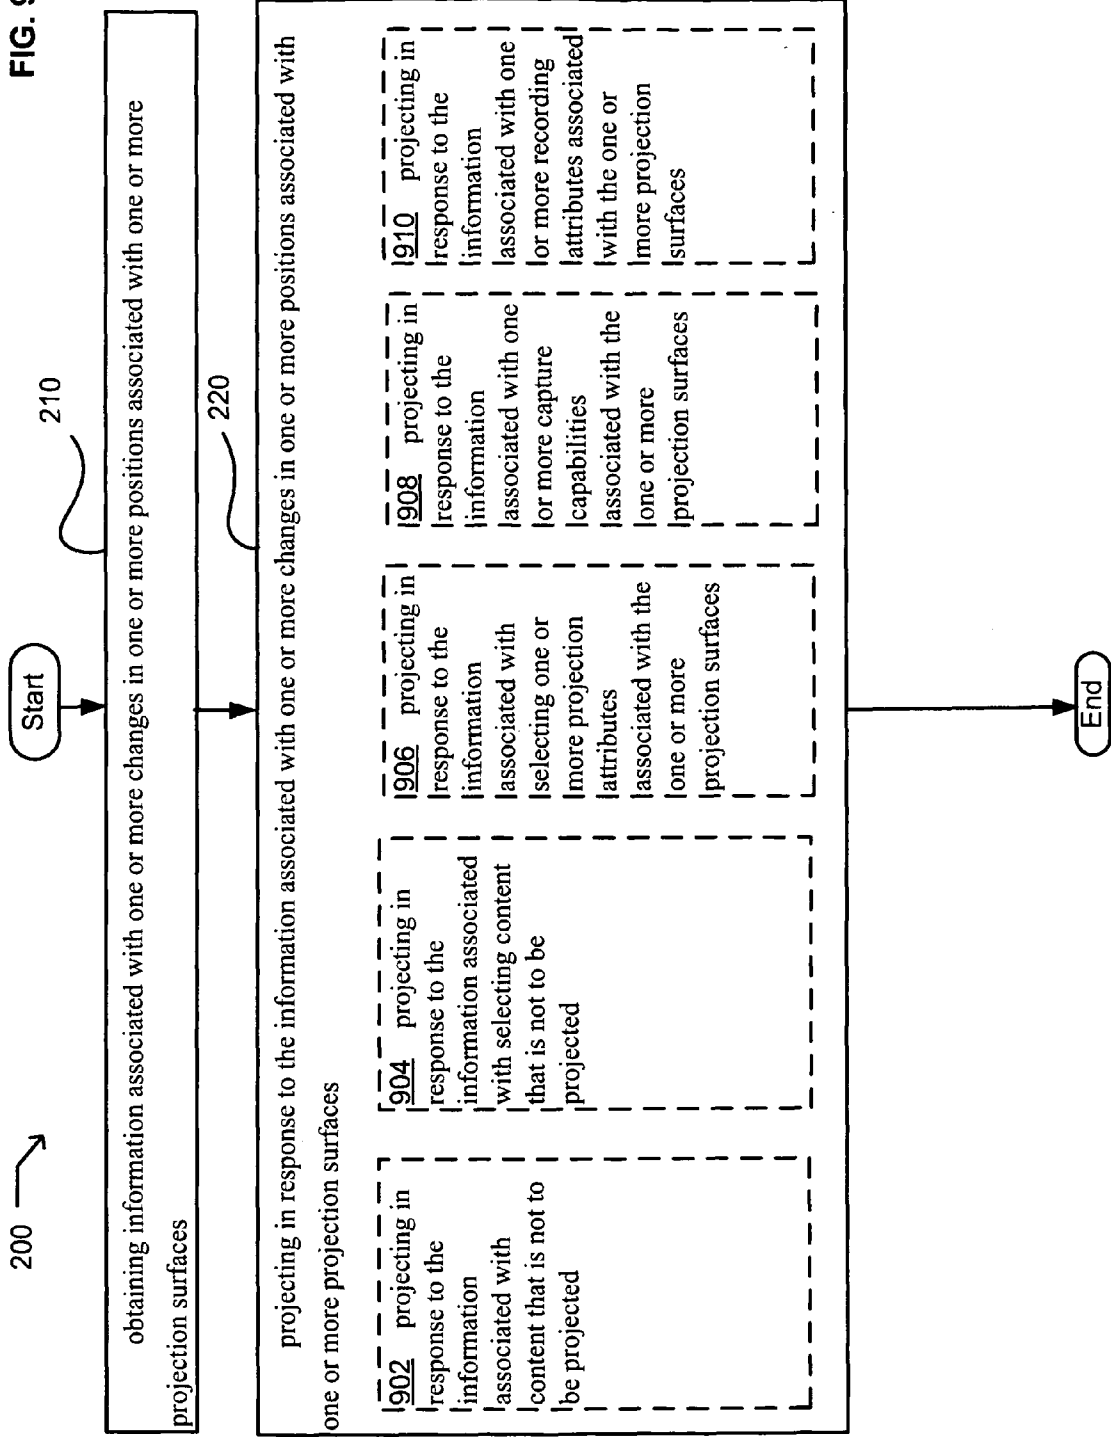 FIG. 9
200
Start
210
obtaining information associated with one or more changes in one or more positions associated with one or more
projection surfaces
220
projecting in response to the information associated with one or more changes in one or more positions associated with
one or more projection surfaces
902 projecting in
response to the
information
associated with
content that is not to
be projected
904 projecting in
response to the
information associated
with selecting content
that is not to be
projected
906 projecting in
response to the
information
associated with
selecting one or
more projection
attributes
associated with the
one or more
projection surfaces
908 projecting in
response to the
information
associated with one
or more capture
capabilities
associated with the
one or more
projection surfaces
910 projecting in
response to the
information
associated with one
or more recording
attributes associated
with the one or
more projection
surfaces
End